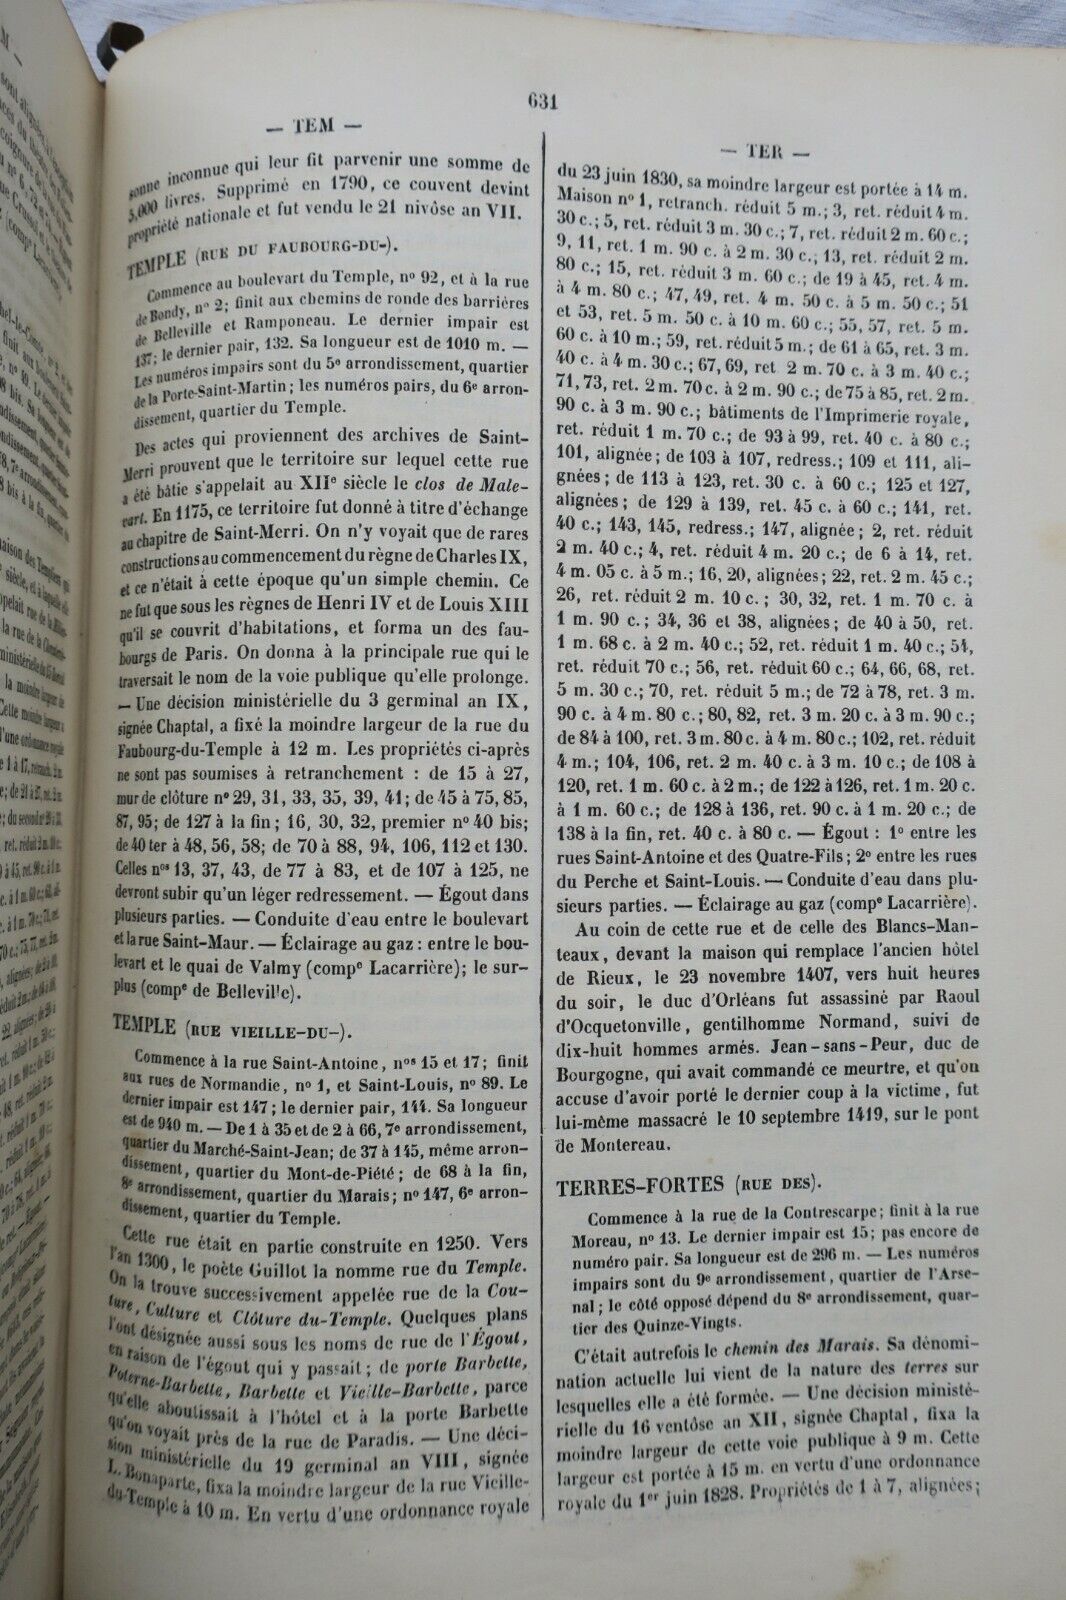 631
— TEM —
sonne inconnue qui leur fit parvenir une somme de
5,000 livres. Supprimé en 1790, ce couvent devint
propriété nationale et fut vendu le 21 nivôse an VII.
TEMPLE (RUE DU FAUBOURG-DU-).
Commence au boulevart du Temple, nº 92, et à la rue
de Bondy, nº 2; finit aux chemins de ronde des barrières
de Belleville et Ramponeau. Le dernier impair est
137; le dernier pair, 132. Sa longueur est de 1010 m. —
Les numéros impairs sont du 5e arrondissement, quartier
de la Porte-Saint-Martin; les numéros pairs, du 6e arron-
dissement, quartier du Temple.
Des actes qui proviennent des archives de Saint-
Merri prouvent que le territoire sur lequel cette rue
a été bâtie s'appelait au XIIe siècle le clos de Male-
vart. En 1175, ce territoire fut donné à titre d'échange
au chapitre de Saint-Merri. On n'y voyait que de rares
constructions au commencement du règne de Charles IX,
et ce n'était à cette époque qu'un simple chemin. Ce
ne fut que sous les règnes de Henri IV et de Louis XIII
qu'il se couvrit d'habitations, et forma un des fau-
bourgs de Paris. On donna à la principale rue qui le
traversait le nom de la voie publique qu'elle prolonge.
— Une décision ministérielle du 3 germinal an IX,
signée Chaptal, a fixé la moindre largeur de la rue du
Faubourg-du-Temple à 12 m. Les propriétés ci-après
ne sont pas soumises à retranchement : de 15 à 27,
mur de clôture nº 29, 31, 33, 35, 39, 41; de 45 à 75, 85,
87, 95; de 127 à la fin; 16, 30, 32, premier nº 40 bis;
de 40 ter à 48, 56, 58; de 70 à 88, 94, 106, 112 et 130.
Celles nos 13, 37, 43, de 77 à 83, et de 107 à 125, ne
devront subir qu'un léger redressement. — Égout dans
plusieurs parties. — Conduite d'eau entre le boulevart
et la rue Saint-Maur. — Éclairage au gaz : entre le bou-
levart et le quai de Valmy (compe Lacarrière); le sur-
plus (compe de Belleville).
TEMPLE (RUE VIEILLE-DU-).
Commence à la rue Saint-Antoine, nos 15 et 17; finit
aux rues de Normandie, nº 1, et Saint-Louis, nº 89. Le
dernier impair est 147; le dernier pair, 144. Sa longueur
est de 940 m. — De 1 à 35 et de 2 à 66, 7e arrondissement,
quartier du Marché-Saint-Jean; de 37 à 145, même arron-
dissement, quartier du Mont-de-Piété; de 68 à la fin,
8e arrondissement, quartier du Marais; nº 147, 6e arron-
dissement, quartier du Temple.
Cette rue était en partie construite en 1250. Vers
l'an 1300, le poète Guillot la nomme rue du Temple.
On la trouve successivement appelée rue de la Cou-
ture, Culture et Clôture du-Temple. Quelques plans
l'ont désignée aussi sous les noms de rue de l'Égout,
en raison de l'égout qui y passait; de porte Barbette,
Poterne-Barbette, Barbette et Vieille-Barbette, parce
qu'elle aboutissait à l'hôtel et à la porte Barbette
qu'on voyait près de la rue de Paradis. — Une déci-
sion ministérielle du 19 germinal an VIII, signée
L. Bonaparte, fixa la moindre largeur de la rue Vieille-
du-Temple à 10 m. En vertu d'une ordonnance royale
— TER —
du 23 juin 1830, sa moindre largeur est portée à 14 m.
Maison nº 1, retranch. réduit 5 m.; 3, ret. réduit 4 m.
30 c.; 5, ret. réduit 3 m. 30 c.; 7, ret. réduit 2 m. 60 c.;
9, 11, ret. 1 m. 90 c. à 2 m. 30 c.; 13, ret. réduit 2 m.
80 c.; 15, ret. réduit 3 m. 60 c.; de 19 à 45, ret. 4 m.
à 4 m. 80 c.; 47, 49, ret. 4 m. 50 c. à 5 m. 50 c.; 51
et 53, ret. 5 m. 50 c. à 10 m. 60 c.; 55, 57, ret. 5 m.
60 c. à 10 m.; 59, ret. réduit 5 m.; de 61 à 65, ret. 3 m.
40 c. à 4 m. 30 c.; 67, 69, ret 2 m. 70 c. à 3 m. 40 c.;
71, 73, ret. 2 m. 70 c. à 2 m. 90 c.; de 75 à 85, ret. 2 m.
90 c. à 3 m. 90 c.; bâtiments de l'Imprimerie royale,
ret. réduit 1 m. 70 c.; de 93 à 99, ret. 40 c. à 80 c.;
101, alignée; de 103 à 107, redress.; 109 et 111, ali-
gnées; de 113 à 123, ret. 30 c. à 60 c.; 125 et 127,
alignées; de 129 à 139, ret. 45 c. à 60 c.; 141, ret.
40 c.; 143, 145, redress.; 147, alignée; 2, ret. réduit
2 m. 40 c.; 4, ret. réduit 4 m. 20 c.; de 6 à 14, ret.
4 m. 05 c. à 5 m.; 16, 20, alignées; 22, ret. 2 m. 45 c.;
26, ret. réduit 2 m. 10 c.; 30, 32, ret. 1 m. 70 c. à
1 m. 90 c.; 34, 36 et 38, alignées; de 40 à 50, ret.
1 m. 68 c. à 2 m. 40 c.; 52, ret. réduit 1 m. 40 c.; 54,
ret. réduit 70 c.; 56, ret. réduit 60 c.; 64, 66, 68, ret.
5 m. 30 c.; 70, ret. réduit 5 m.; de 72 à 78, ret. 3 m.
90 c. à 4 m. 80 c.; 80, 82, ret. 3 m. 20 c. à 3 m. 90 c.;
de 84 à 100, ret. 3 m. 80 c. à 4 m. 80 c.; 102, ret. réduit
4 m.; 104, 106, ret. 2 m. 40 c. à 3 m. 10 c.; de 108 à
120, ret. 1 m. 60 c. à 2 m.; de 122 à 126, ret. 1 m. 20 c.
à 1 m. 60 c.; de 128 à 136, ret. 90 c. à 1 m. 20 c.; de
138 à la fin, ret. 40 c. à 80 c. — Égout : 1º entre les
rues Saint-Antoine et des Quatre-Fils; 2º entre les rues
du Perche et Saint-Louis. — Conduite d'eau dans plu-
sieurs parties. — Éclairage au gaz (compe Lacarrière).
Au coin de cette rue et de celle des Blancs-Man-
teaux, devant la maison qui remplace l'ancien hôtel
de Rieux, le 23 novembre 1407, vers huit heures
du soir, le duc d'Orléans fut assassiné par Raoul
d'Ocquetonville, gentilhomme Normand, suivi de
dix-huit hommes armés. Jean-sans-Peur, duc de
Bourgogne, qui avait commandé ce meurtre, et qu'on
accuse d'avoir porté le dernier coup à la victime, fut
lui-même massacré le 10 septembre 1419, sur le pont
de Montereau.
TERRES-FORTES (RUE DES).
Commence à la rue de la Contrescarpe; finit à la rue
Moreau, nº 13. Le dernier impair est 15; pas encore de
numéro pair. Sa longueur est de 296 m. — Les numéros
impairs sont du 9e arrondissement, quartier de l'Arse-
nal; le côté opposé dépend du 8e arrondissement, quar-
tier des Quinze-Vingts.
C'était autrefois le chemin des Marais. Sa dénomi-
nation actuelle lui vient de la nature des terres sur
lesquelles elle a été formée. — Une décision ministé-
rielle du 16 ventôse an XII, signée Chaptal, fixa la
moindre largeur de cette voie publique à 9 m. Cette
largeur est portée à 15 m. en vertu d'une ordonnance
royale du 1er juin 1828. Propriétés de 1 à 7, alignées;